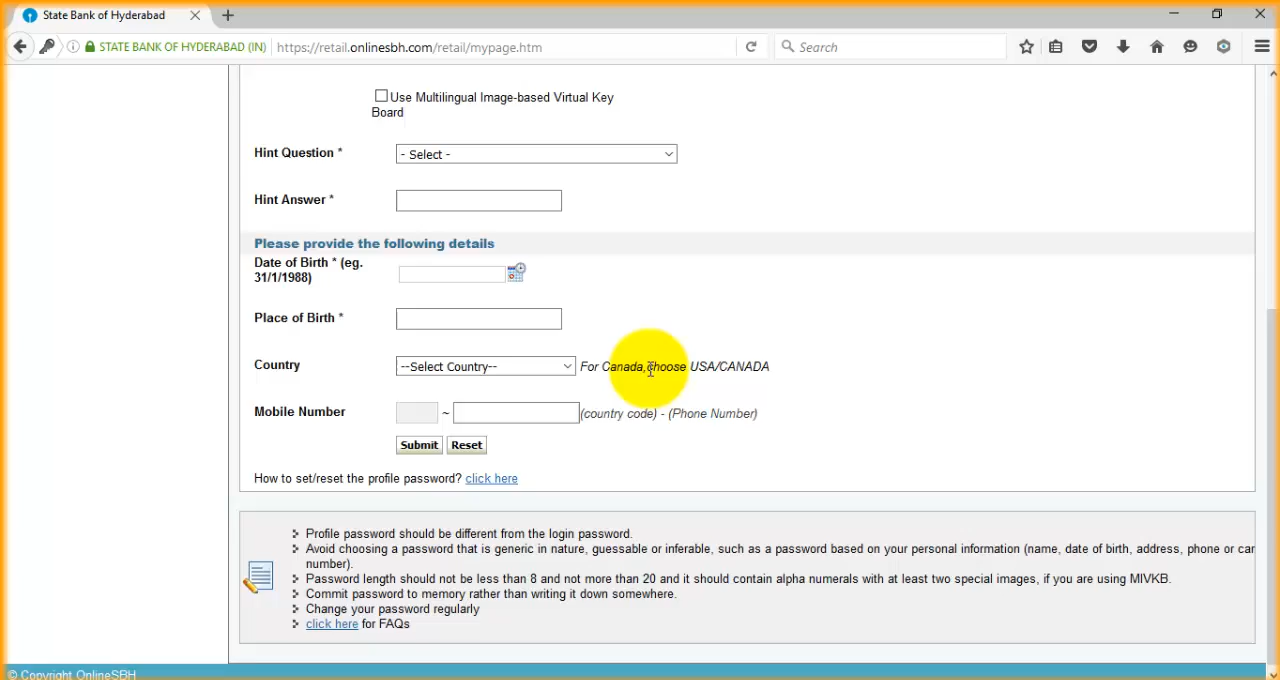 State Bank of Hyderabad
STATE BANK OF HYDERABAD (IN) https://retail.onlinesbh.com/retail/mypage.htm Search
Use Multilingual Image-based Virtual Key
Board
Hint Question * - Select -
Hint Answer *
Please provide the following details
Date of Birth * (eg.
31/1/1988)
Place of Birth *
Country --Select Country-- For Canada,choose USA/CANADA
Mobile Number ~ (country code) - (Phone Number)
Submit Reset
How to set/reset the profile password? click here
Profile password should be different from the login password.
Avoid choosing a password that is generic in nature, guessable or inferable, such as a password based on your personal information (name, date of birth, address, phone or car
number).
Password length should not be less than 8 and not more than 20 and it should contain alpha numerals with at least two special images, if you are using MIVKB.
Commit password to memory rather than writing it down somewhere.
Change your password regularly
click here for FAQs
© Copyright OnlineSBH